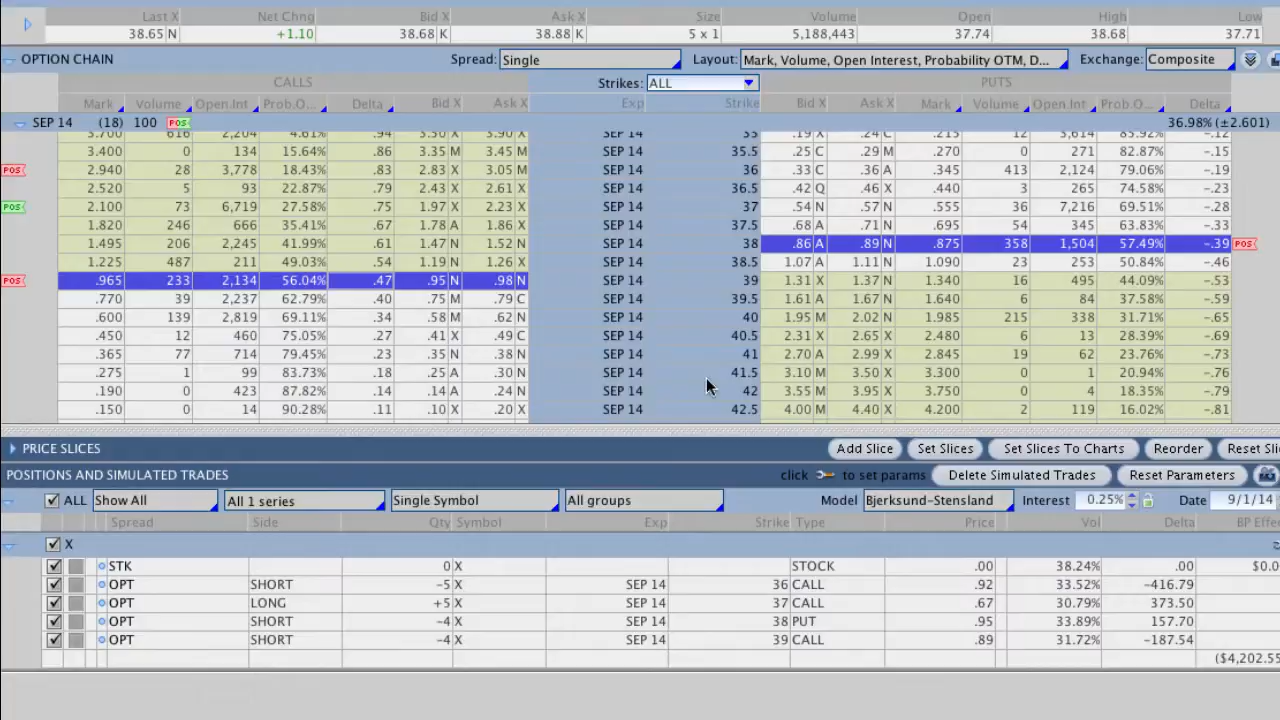 Last X Net Chng Bid X Ask X Size Volume Open High Low
38.65 N +1.10 38.68 K 38.88 K 5 x 1 5,188,443 37.74 38.68 37.71
OPTION CHAIN Spread: Single Layout: Mark, Volume, Open Interest, Probability OTM, D... Exchange: Composite
CALLS Strikes: ALL PUTS
Mark Volume Open.Int Prob.O... Delta Bid X Ask X Exp Strike Bid X Ask X Mark Volume Open.Int Prob.O... Delta
SEP 14 (18) 100 POS 36.98% (±2.601)
3.700 616 2,204 4.61% .94 3.50 X 3.90 X SEP 14 35 .19 X .24 C .215 12 3,614 85.92% -.12
3.400 0 134 15.64% .86 3.35 M 3.45 M SEP 14 35.5 .25 C .29 M .270 0 271 82.87% -.15
POS 2.940 28 3,778 18.43% .83 2.83 X 3.05 M SEP 14 36 .33 C .36 A .345 413 2,124 79.06% -.19
2.520 5 93 22.87% .79 2.43 X 2.61 X SEP 14 36.5 .42 Q .46 X .440 3 265 74.58% -.23
POS 2.100 73 6,719 27.58% .75 1.97 X 2.23 X SEP 14 37 .54 N .57 N .555 36 7,216 69.51% -.28
1.820 246 666 35.41% .67 1.78 A 1.86 X SEP 14 37.5 .68 A .71 N .695 54 345 63.83% -.33
1.495 206 2,245 41.99% .61 1.47 N 1.52 N SEP 14 38 .86 A .89 N .875 358 1,504 57.49% -.39 POS
1.225 487 211 49.03% .54 1.19 N 1.26 X SEP 14 38.5 1.07 A 1.11 N 1.090 23 253 50.84% -.46
POS .965 233 2,134 56.04% .47 .95 N .98 N SEP 14 39 1.31 X 1.37 N 1.340 16 495 44.09% -.53
.770 39 2,237 62.79% .40 .75 M .79 C SEP 14 39.5 1.61 A 1.67 N 1.640 6 84 37.58% -.59
.600 139 2,819 69.11% .34 .58 M .62 N SEP 14 40 1.95 M 2.02 N 1.985 215 338 31.71% -.65
.450 12 460 75.05% .27 .41 X .49 C SEP 14 40.5 2.31 X 2.65 X 2.480 6 13 28.39% -.69
.365 77 714 79.45% .23 .35 N .38 N SEP 14 41 2.70 A 2.99 X 2.845 19 62 23.76% -.73
.275 1 99 83.73% .18 .25 A .30 N SEP 14 41.5 3.10 M 3.50 X 3.300 0 1 20.94% -.76
.190 0 423 87.82% .14 .14 A .24 N SEP 14 42 3.55 M 3.95 X 3.750 0 4 18.35% -.79
.150 0 14 90.28% .11 .10 X .20 X SEP 14 42.5 4.00 M 4.40 X 4.200 2 119 16.02% -.81
PRICE SLICES Add Slice Set Slices Set Slices To Charts Reorder Reset Sli
POSITIONS AND SIMULATED TRADES click to set params Delete Simulated Trades Reset Parameters
ALL Show All All 1 series Single Symbol All groups Model Bjerksund-Stensland Interest 0.25% Date 9/1/14
Spread Side Qty Symbol Exp Strike Type Price Vol Delta BP Effe
X
STK 0 X STOCK .00 38.24% .00 $0.0
OPT SHORT -5 X SEP 14 36 CALL .92 33.52% -416.79
OPT LONG +5 X SEP 14 37 CALL .67 30.79% 373.50
OPT SHORT -4 X SEP 14 38 PUT .95 33.89% 157.70
OPT SHORT -4 X SEP 14 39 CALL .89 31.72% -187.54
($4,202.55